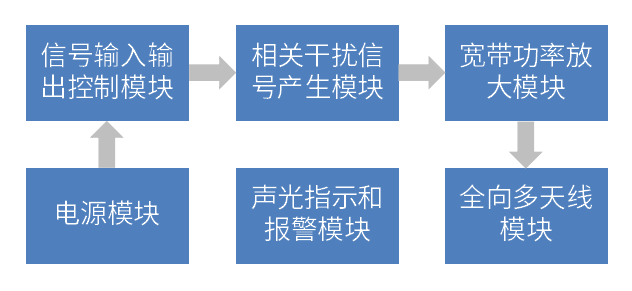 信号输入输
出控制模块
相关干扰信
号产生模块
宽带功率放
大模块
电源模块
声光指示和
报警模块
全向多天线
模块